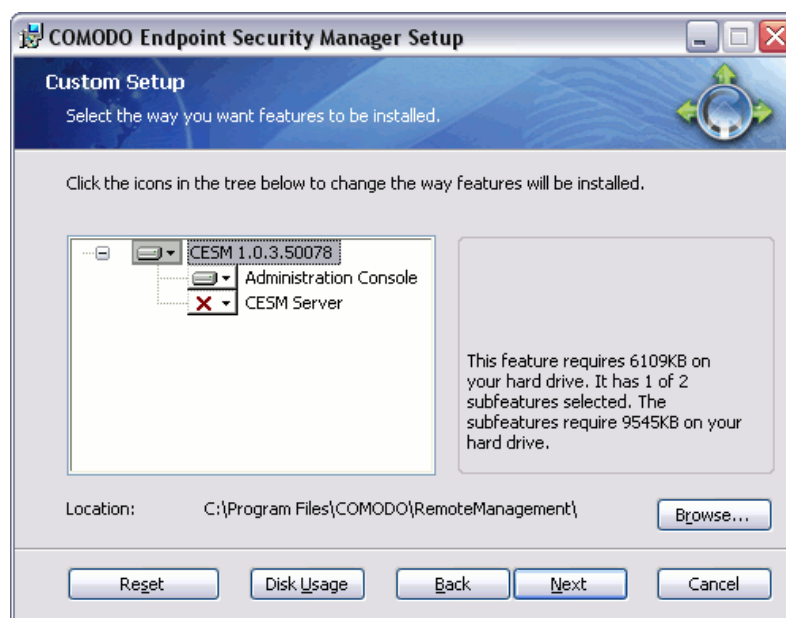 COMODO Endpoint Security Manager Setup
Custom Setup
Select the way you want features to be installed.
Click the icons in the tree below to change the way features will be installed.
CESM 1.0.3.50078
Administration Console
CESM Server
This feature requires 6109KB on
your hard drive. It has 1 of 2
subfeatures selected. The
subfeatures require 9545KB on your
hard drive.
Location: C:\Program Files\COMODO\RemoteManagement\
Browse...
Reset Disk Usage Back Next Cancel